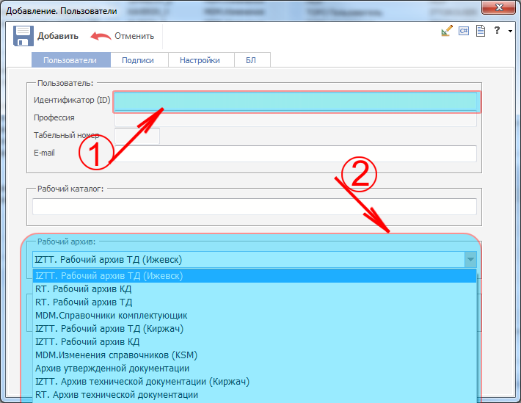 Добавление. Пользователи
Добавить Отменить
?
Пользователи Подписи Настройки БЛ
Пользователь:
Идентификатор (ID)
Профессия
Табельный номер
E-mail
1
2
Рабочий каталог:
Рабочий архив:
IZTT. Рабочий архив ТД (Ижевск)
IZTT. Рабочий архив ТД (Ижевск)
RT. Рабочий архив КД
RT. Рабочий архив ТД
MDM.Справочники комплектующик
IZTT. Рабочий архив ТД (Киржач)
IZTT. Рабочий архив КД
MDM.Изменения справочников (KSM)
Архив утвержденной документации
IZTT. Архив технической документации (Киржач)
RT. Архив технической документации